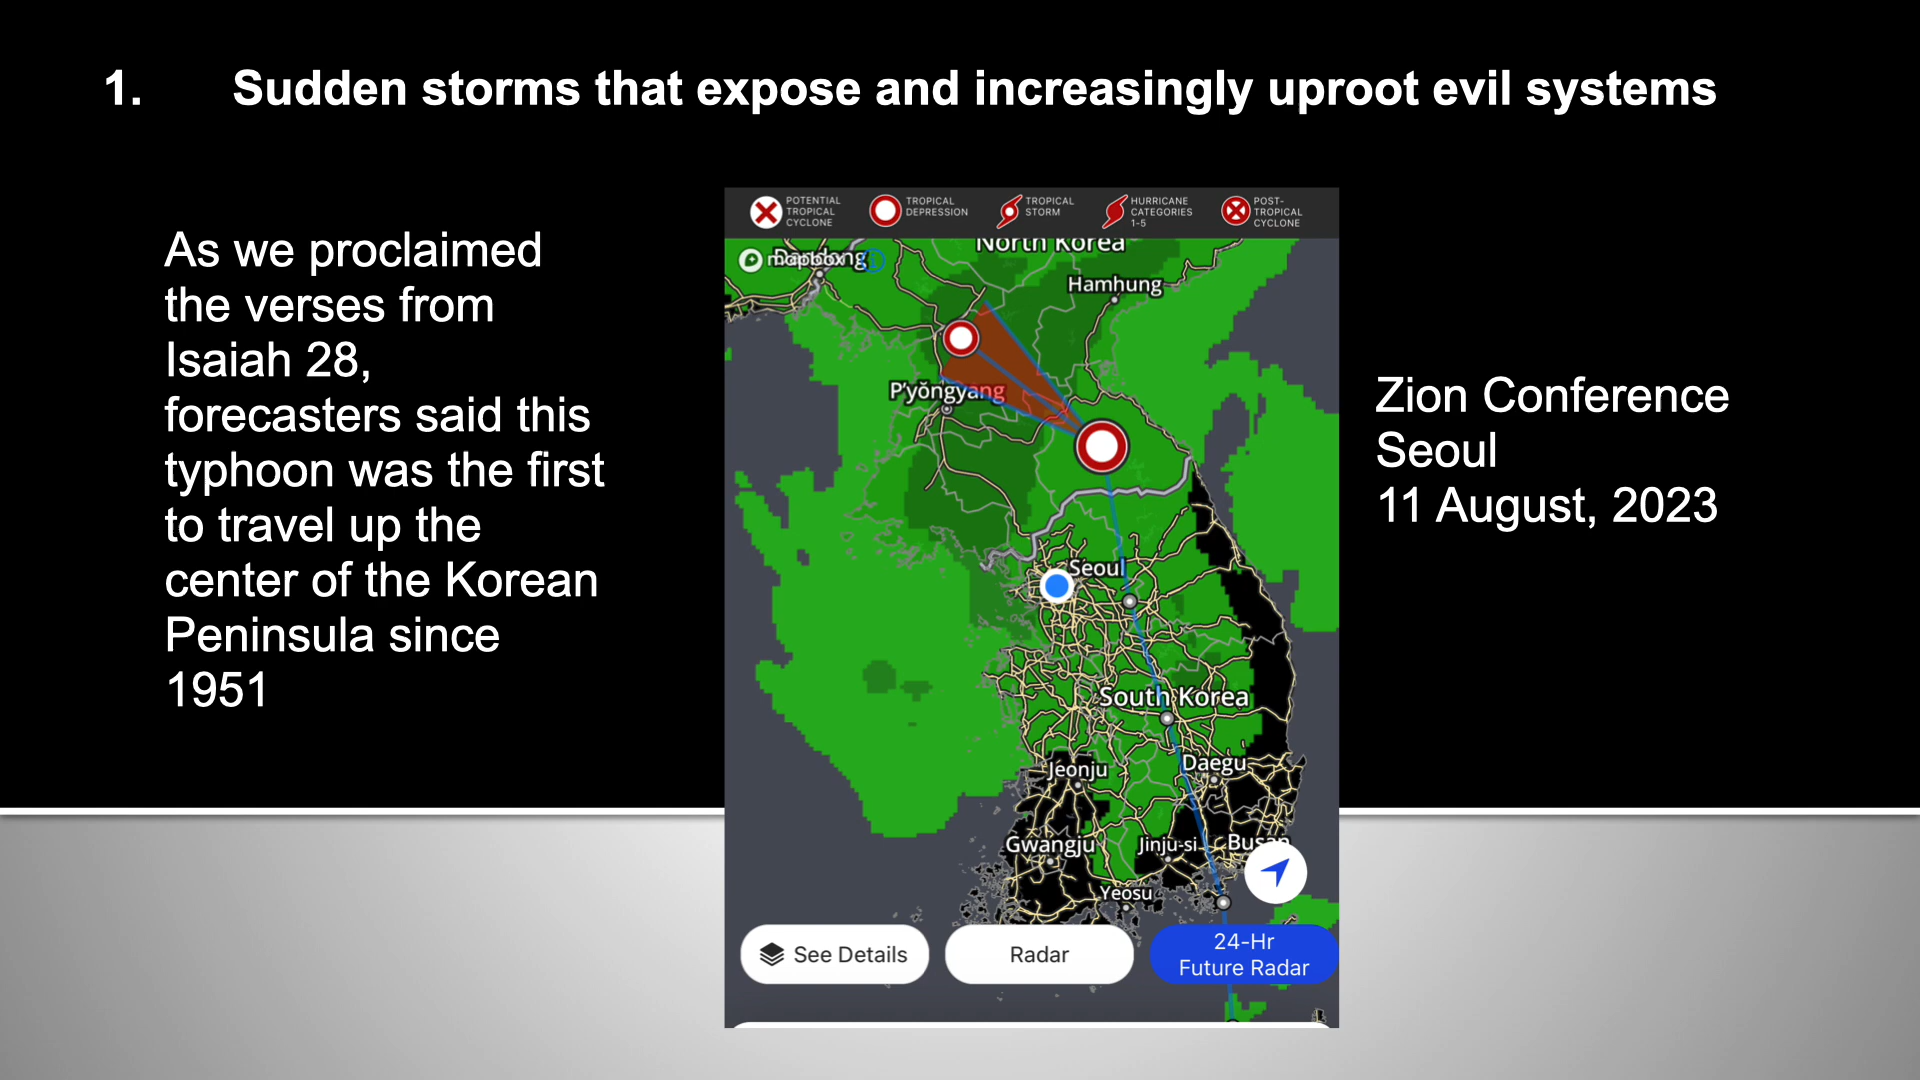 1. Sudden storms that expose and increasingly uproot evil systems
As we proclaimed
the verses from
Isaiah 28,
forecasters said this
typhoon was the first
to travel up the
center of the Korean
Peninsula since
1951
POTENTIAL
TROPICAL
CYCLONE
TROPICAL
DEPRESSION
TROPICAL
STORM
HURRICANE
CATEGORIES
1-5
POST-
TROPICAL
CYCLONE
North Korea
mapbox
Dandong
Hamhung
P'yŏngyang
Seoul
South Korea
Daegu
Jeonju
Gwangju
Jinju-si
Busan
Yeosu
See Details
Radar
24-Hr
Future Radar
Zion Conference
Seoul
11 August, 2023